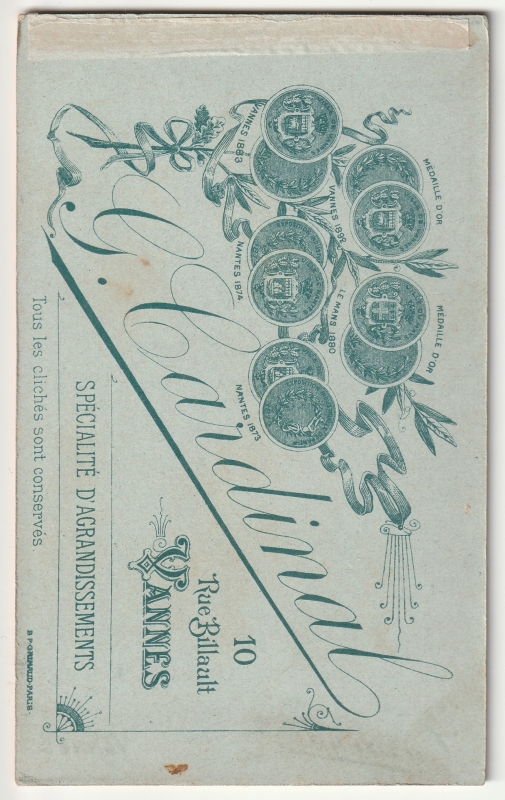 MÉDAILLE D'OR
MÉDAILLE D'OR
VANNES 1883
VANNES 1892
LE MANS 1880
NANTES 1874
NANTES 1873
Cardinal
10
Rue Billault
VANNES
SPÉCIALITÉ D'AGRANDISSEMENTS
Tous les clichés sont conservés